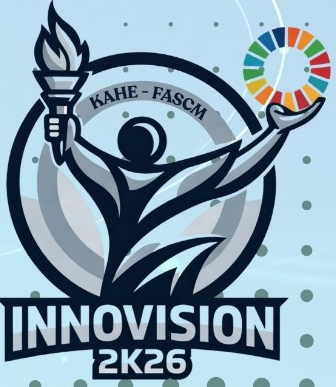 KAHE - FASCM
INNOVISION
2K26